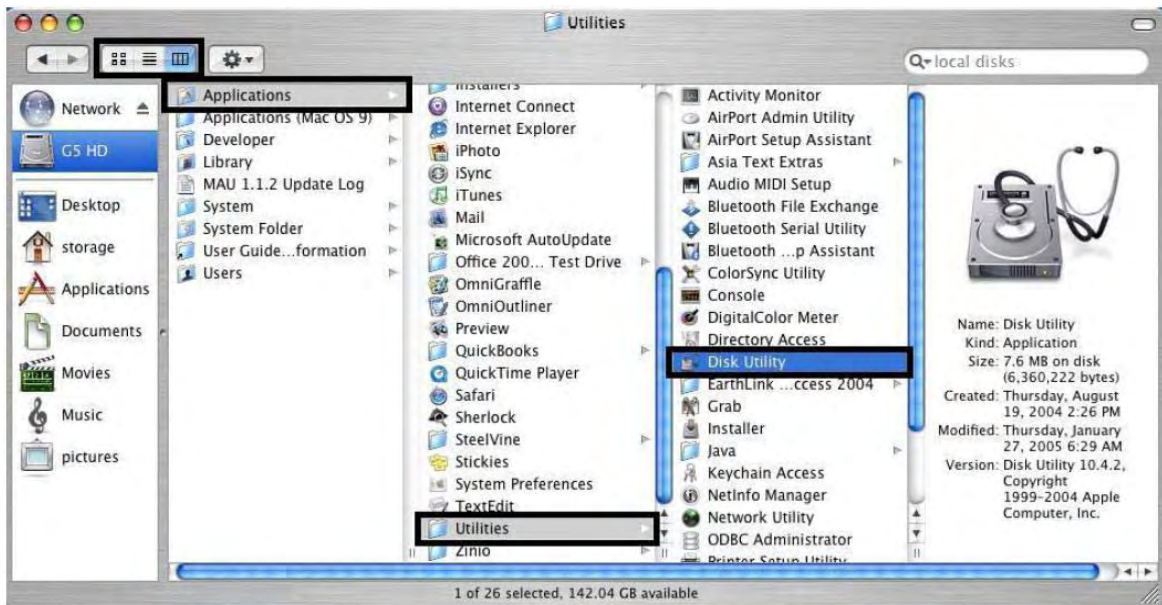 Utilities
local disks
Network
G5 HD
Desktop
storage
Applications
Documents
Movies
Music
pictures
Applications
Applications (Mac OS 9)
Developer
Library
MAU 1.1.2 Update Log
System
System Folder
User Guide...formation
Users
Installers
Internet Connect
Internet Explorer
iPhoto
iSync
iTunes
Mail
Microsoft AutoUpdate
Office 200... Test Drive
OmniGraffle
OmniOutliner
Preview
QuickBooks
QuickTime Player
Safari
Sherlock
SteelVine
Stickies
System Preferences
TextEdit
Utilities
Zinio
Activity Monitor
AirPort Admin Utility
AirPort Setup Assistant
Asia Text Extras
Audio MIDI Setup
Bluetooth File Exchange
Bluetooth Serial Utility
Bluetooth ...p Assistant
ColorSync Utility
Console
DigitalColor Meter
Directory Access
Disk Utility
EarthLink ...ccess 2004
Grab
Installer
Java
Keychain Access
NetInfo Manager
Network Utility
ODBC Administrator
Printer Setup Utility
Name: Disk Utility
Kind: Application
Size: 7.6 MB on disk
(6,360,222 bytes)
Created: Thursday, August
19, 2004 2:26 PM
Modified: Thursday, January
27, 2005 6:29 AM
Version: Disk Utility 10.4.2,
Copyright
1999-2004 Apple
Computer, Inc.
1 of 26 selected, 142.04 GB available